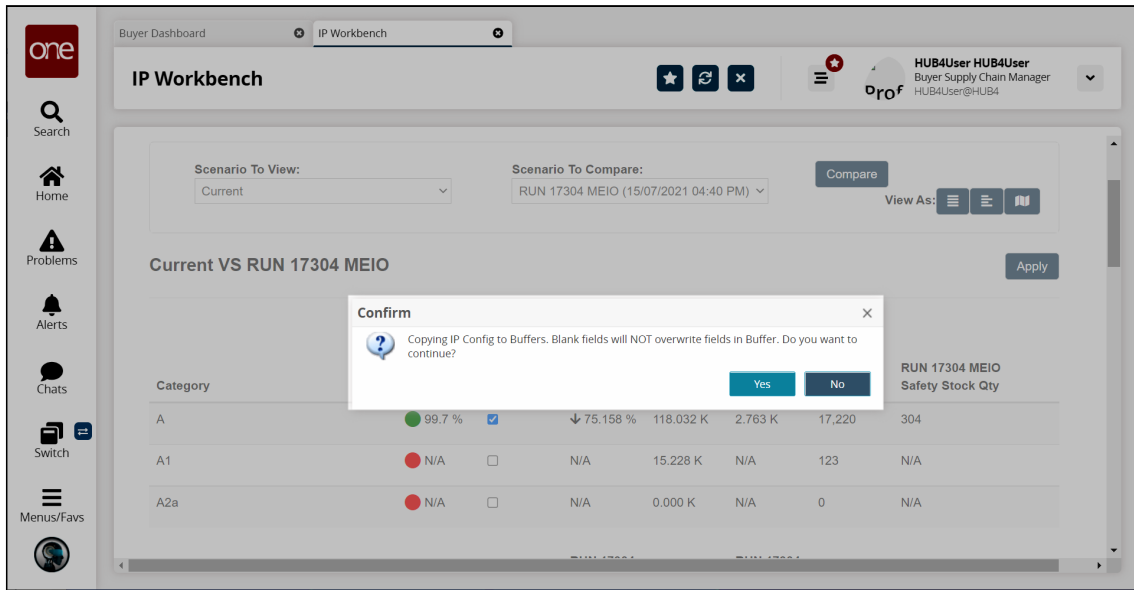 Buyer Dashboard
IP Workbench
one
IP Workbench
HUB4User HUB4User
Buyer Supply Chain Manager
HUB4User@HUB4
Prof
Search
Home
Problems
Alerts
Chats
Switch
Menus/Favs
Scenario To View:
Current
Scenario To Compare:
RUN 17304 MEIO (15/07/2021 04:40 PM)
Compare
View As:
Current VS RUN 17304 MEIO
Apply
Confirm
Copying IP Config to Buffers. Blank fields will NOT overwrite fields in Buffer. Do you want to
continue?
Yes
No
Category
RUN 17304 MEIO
Safety Stock Qty
A 99.7 % 75.158 % 118.032 K 2.763 K 17,220 304
A1 N/A N/A 15.228 K N/A 123 N/A
A2a N/A N/A 0.000 K N/A 0 N/A